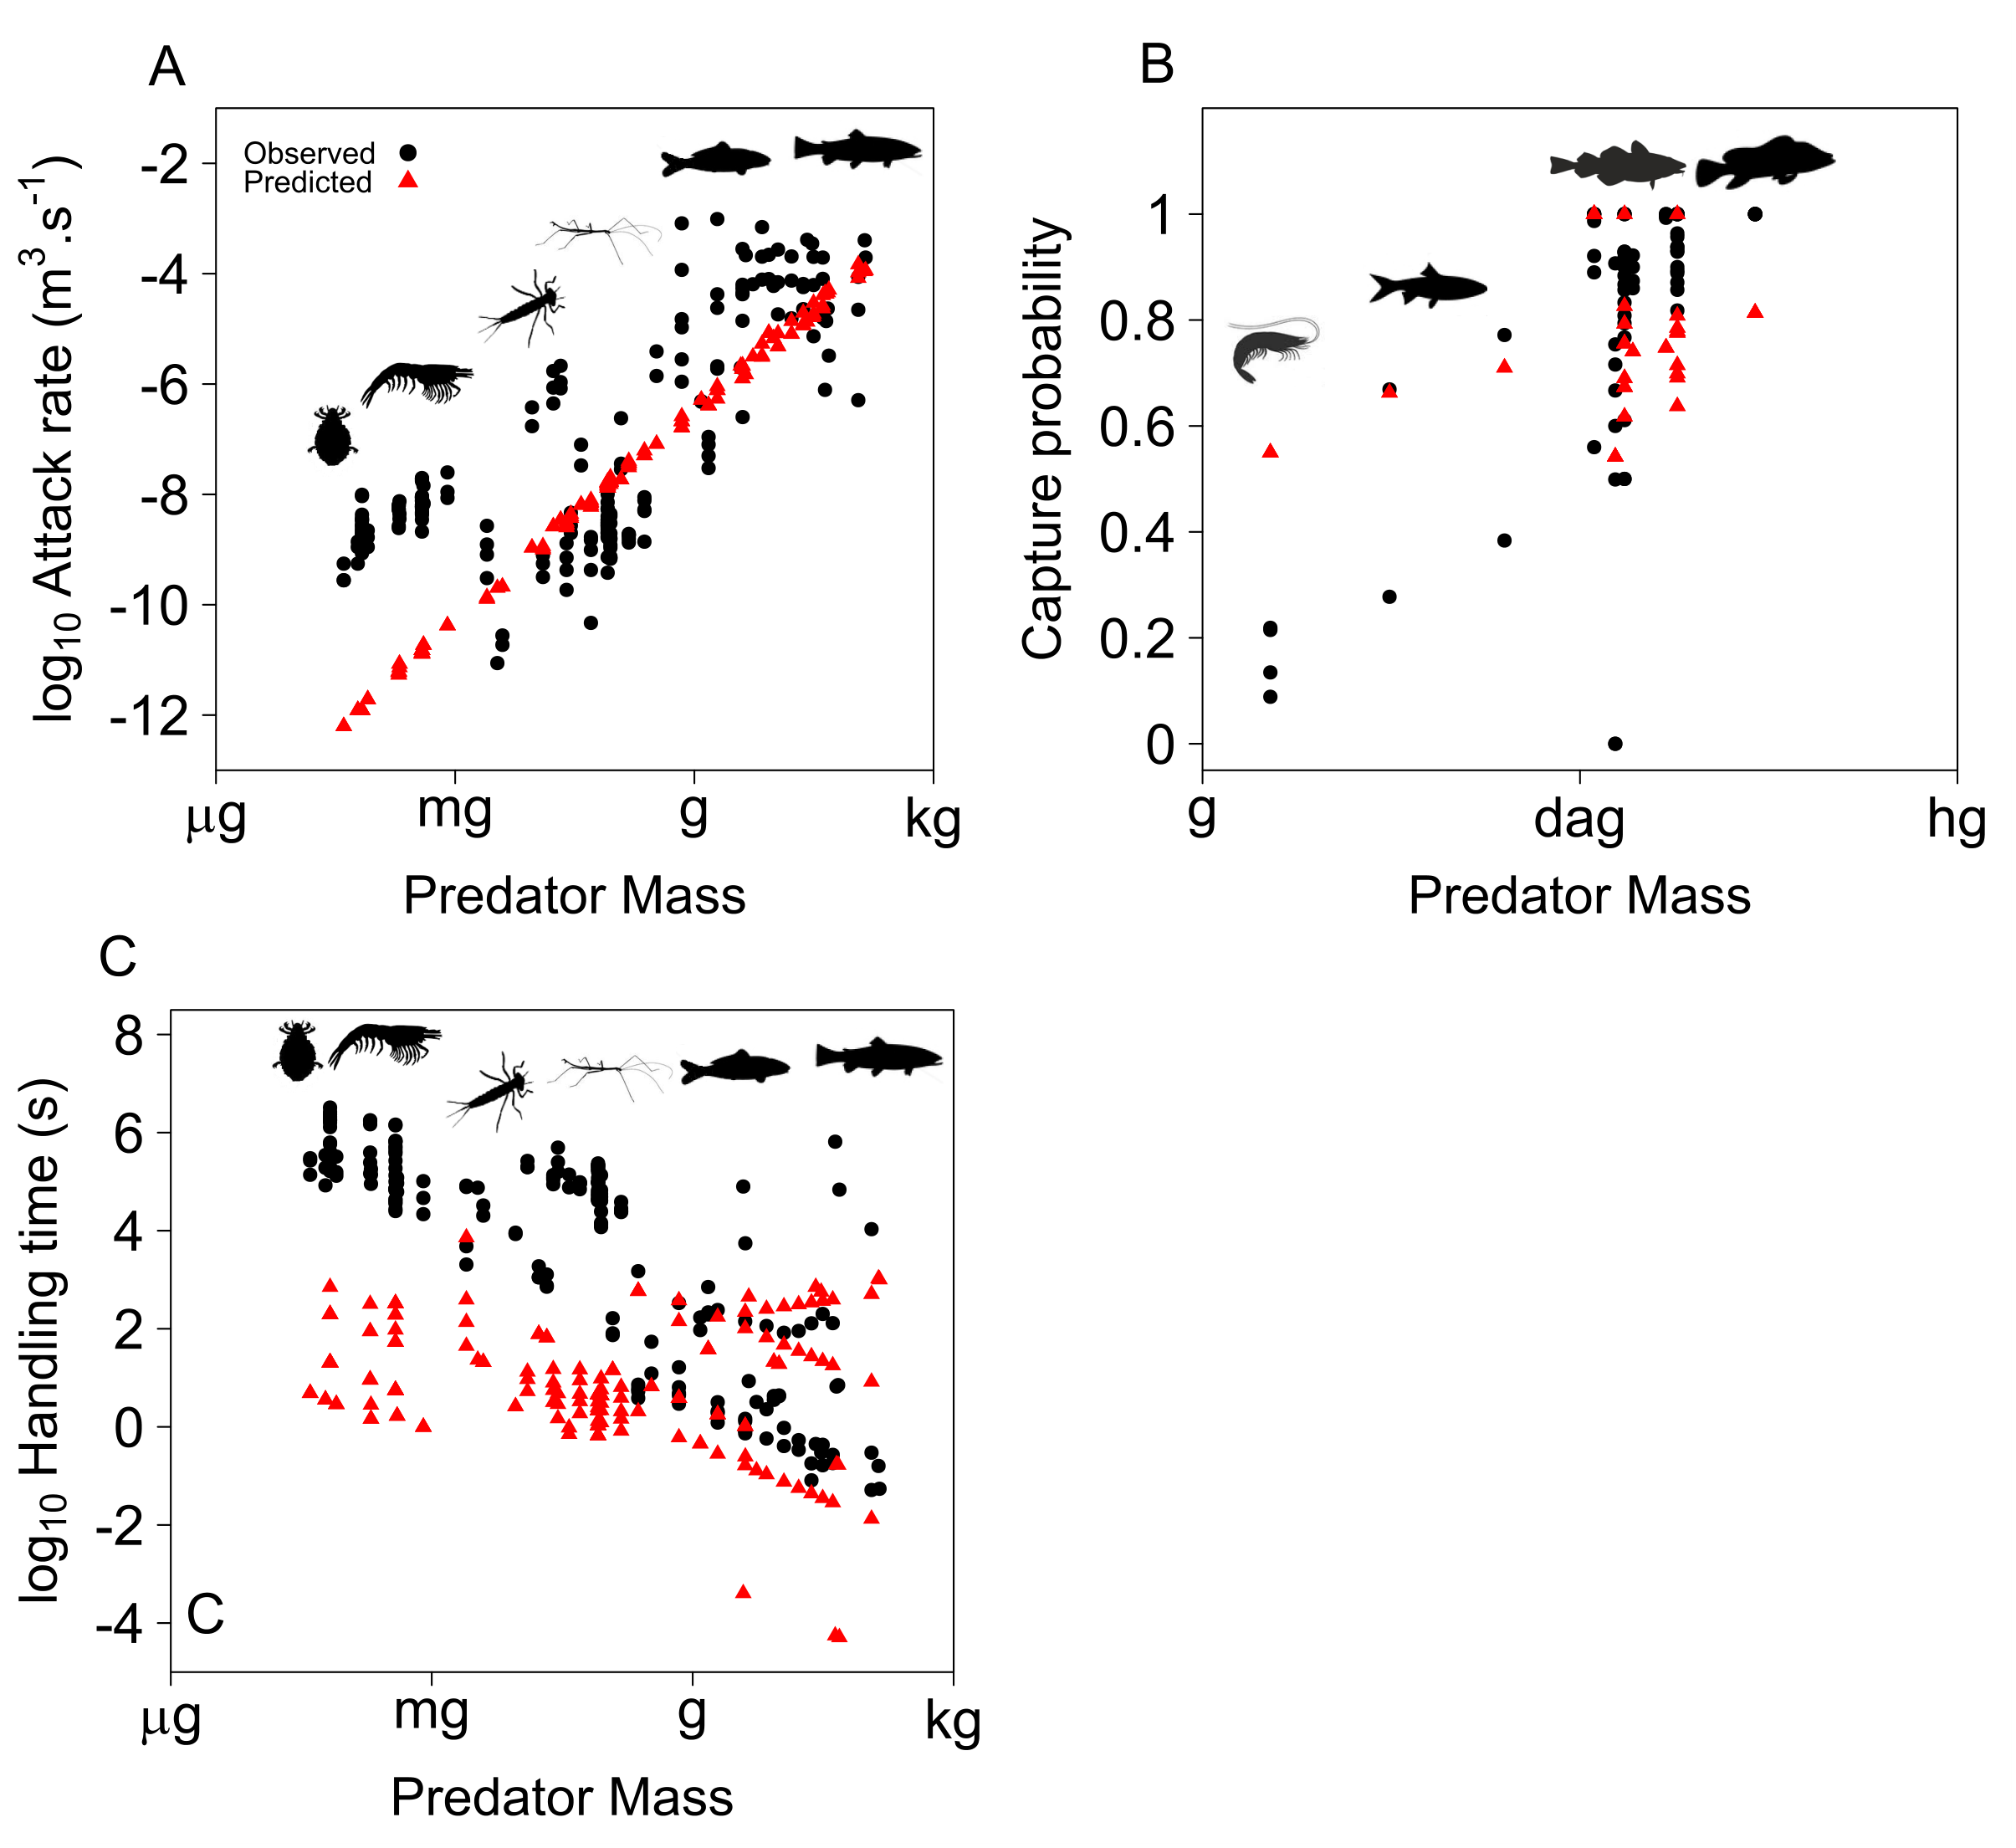 A
log10 Attack rate (m3.s-1)
-2
-4
-6
-8
-10
-12
Observed
Predicted
μg
mg
g
kg
Predator Mass
B
Capture probability
1
0.8
0.6
0.4
0.2
0
g
dag
hg
Predator Mass
C
log10 Handling time (s)
8
6
4
2
0
-2
-4
C
μg
mg
g
kg
Predator Mass